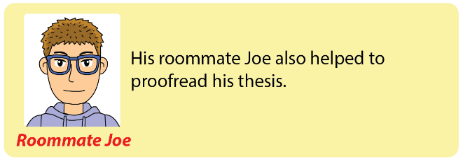 His roommate Joe also helped to
proofread his thesis.
Roommate Joe